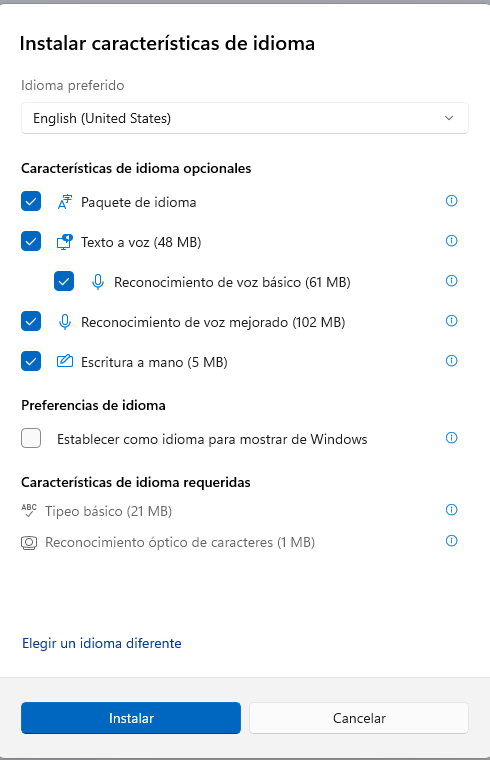 Instalar características de idioma
Idioma preferido
English (United States)
Características de idioma opcionales
Paquete de idioma
Texto a voz (48 MB)
Reconocimiento de voz básico (61 MB)
Reconocimiento de voz mejorado (102 MB)
Escritura a mano (5 MB)
Preferencias de idioma
Establecer como idioma para mostrar de Windows
Características de idioma requeridas
ABC Tipeo básico (21 MB)
Reconocimiento óptico de caracteres (1 MB)
Elegir un idioma diferente
Instalar Cancelar